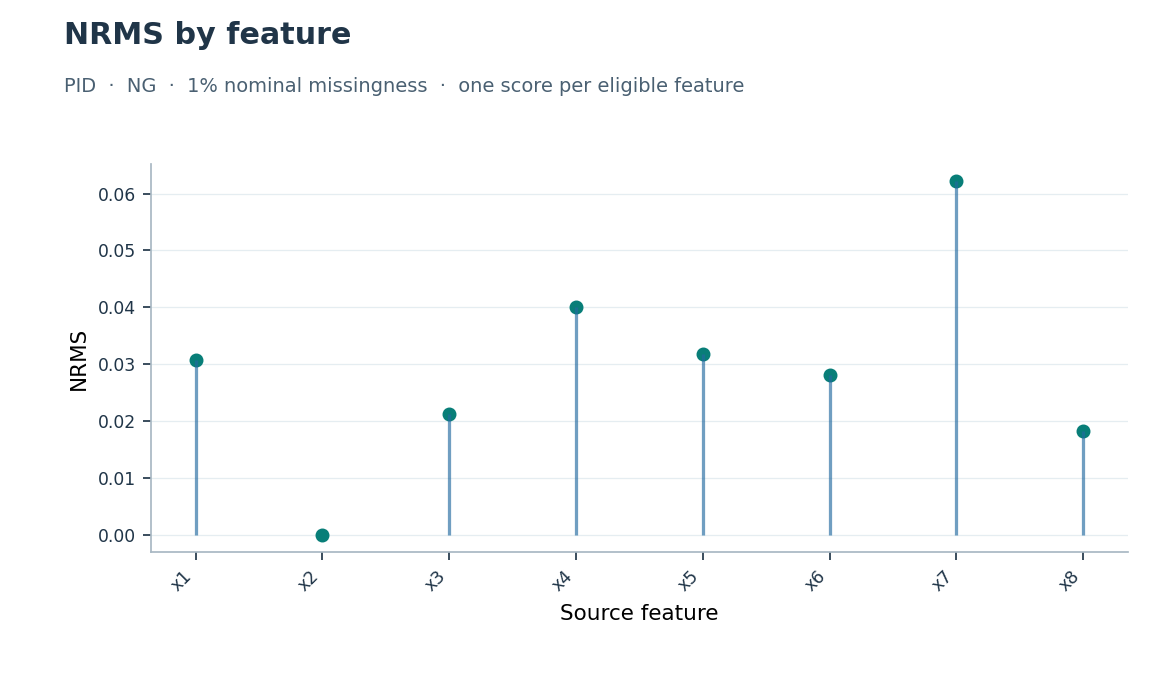 NRMS by feature
PID · NG · 1% nominal missingness · one score per eligible feature
0.06
0.05
0.04
0.03
0.02
0.01
0.00
NRMS
x1 x2 x3 x4 x5 x6 x7 x8
Source feature